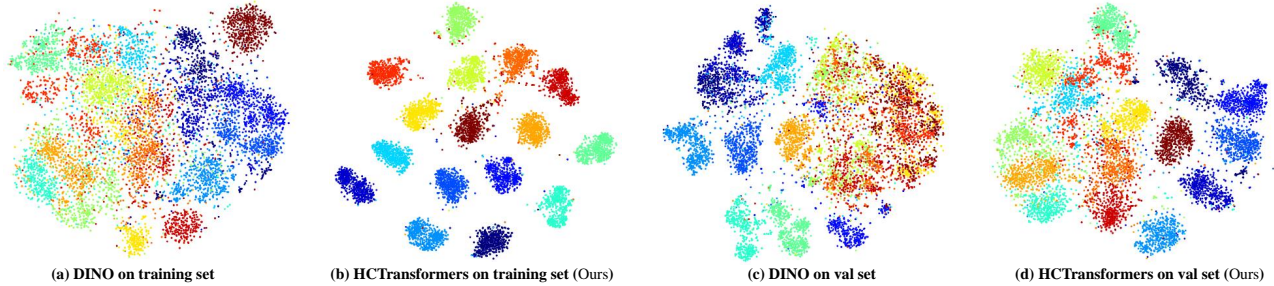 (a) DINO on training set
(b) HCTransformers on training set (Ours)
(c) DINO on val set
(d) HCTransformers on val set (Ours)